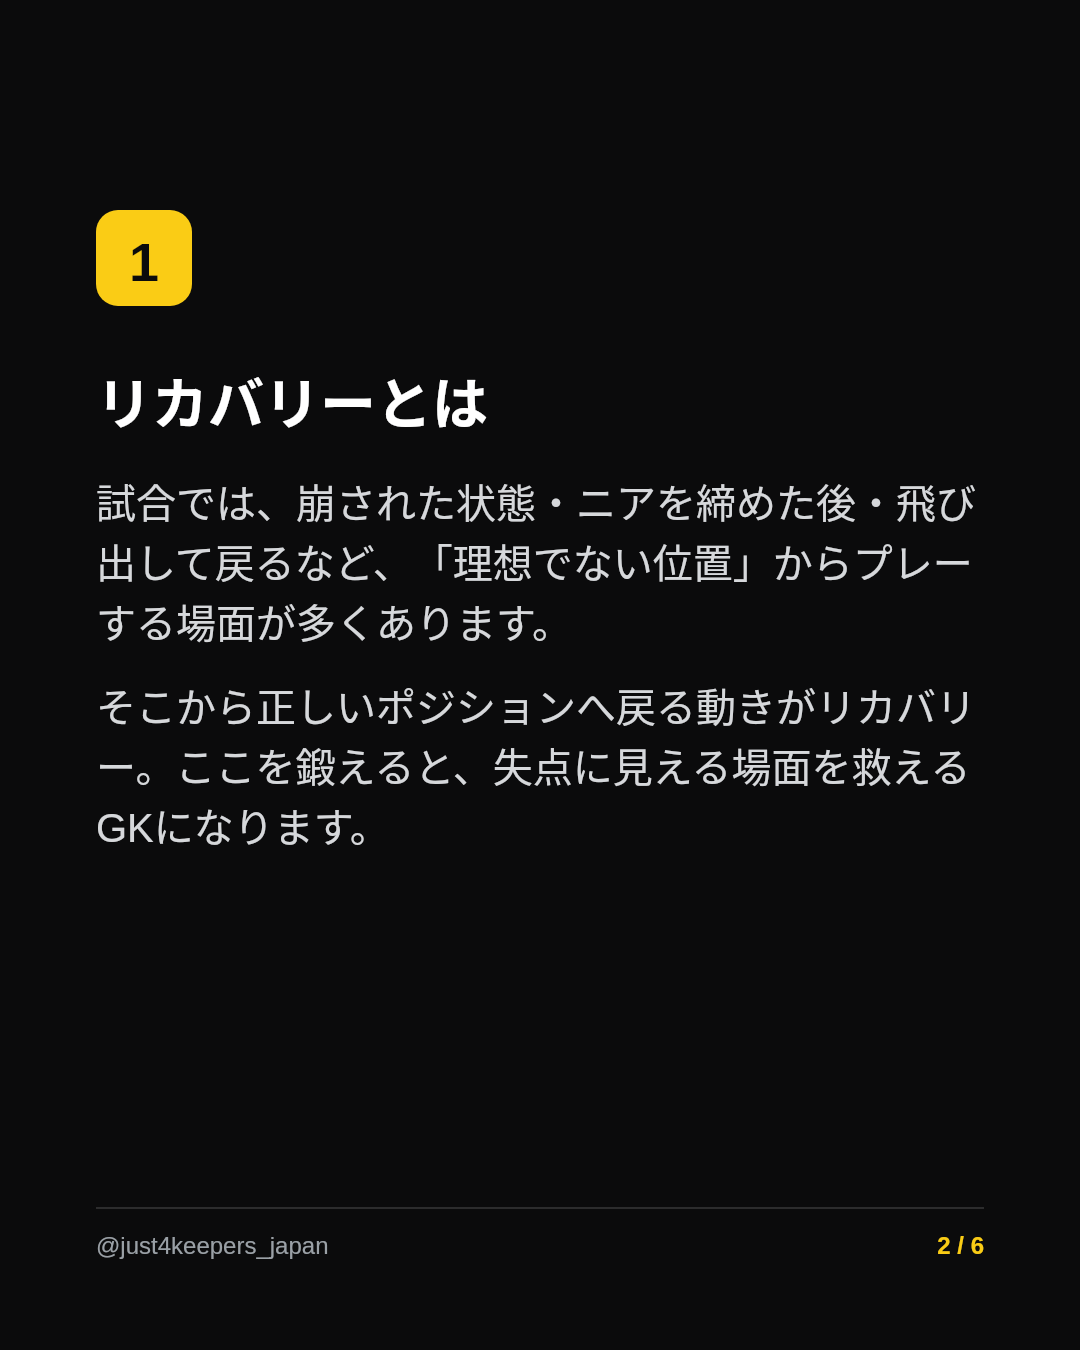 1
リカバリーとは
試合では、崩された状態・ニアを締めた後・飛び
出して戻るなど、「理想でない位置」からプレー
する場面が多くあります。
そこから正しいポジションへ戻る動きがリカバリ
ー。ここを鍛えると、失点に見える場面を救える
GKになります。
@just4keepers_japan
2 / 6